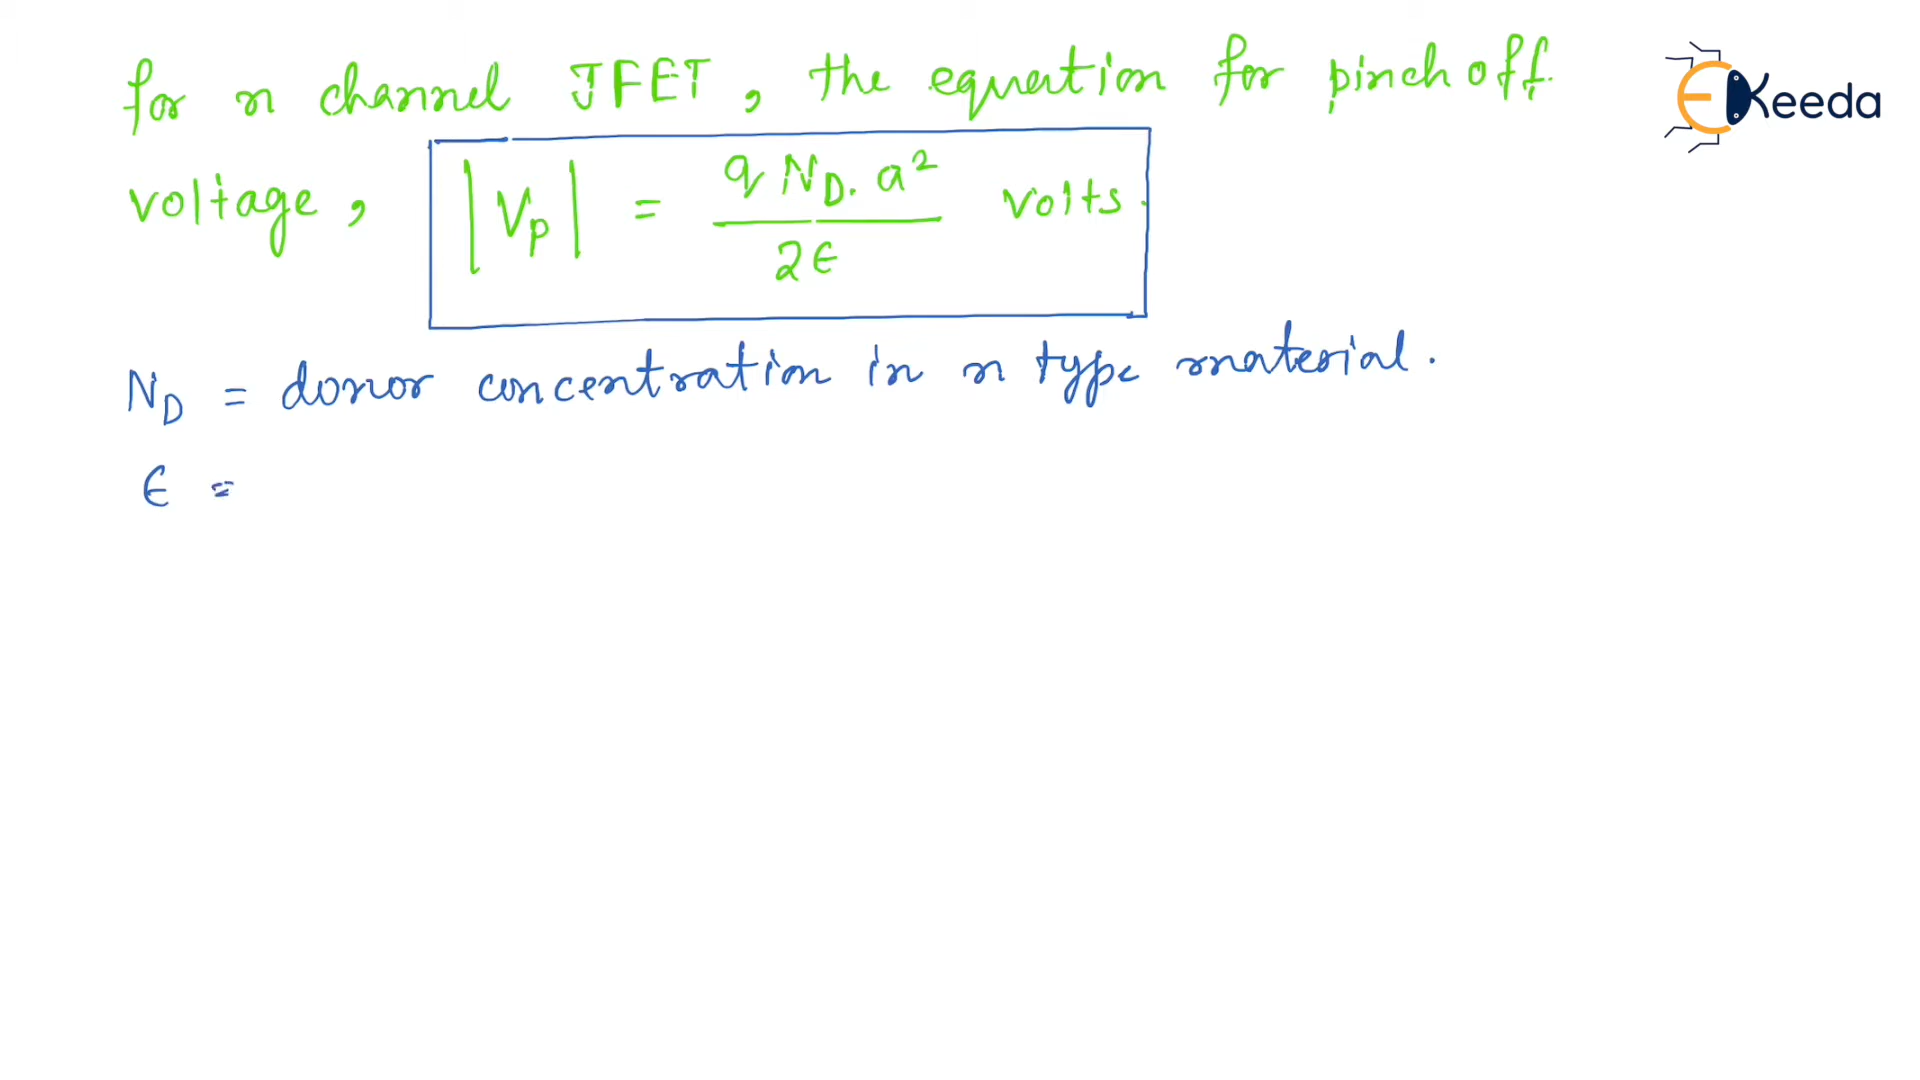 for n channel JFET, the equation for pinch off
voltage, |Vp| = q ND. a² / 2ϵ volts.
ND = donor concentration in n type material.
ϵ =
EKeeda